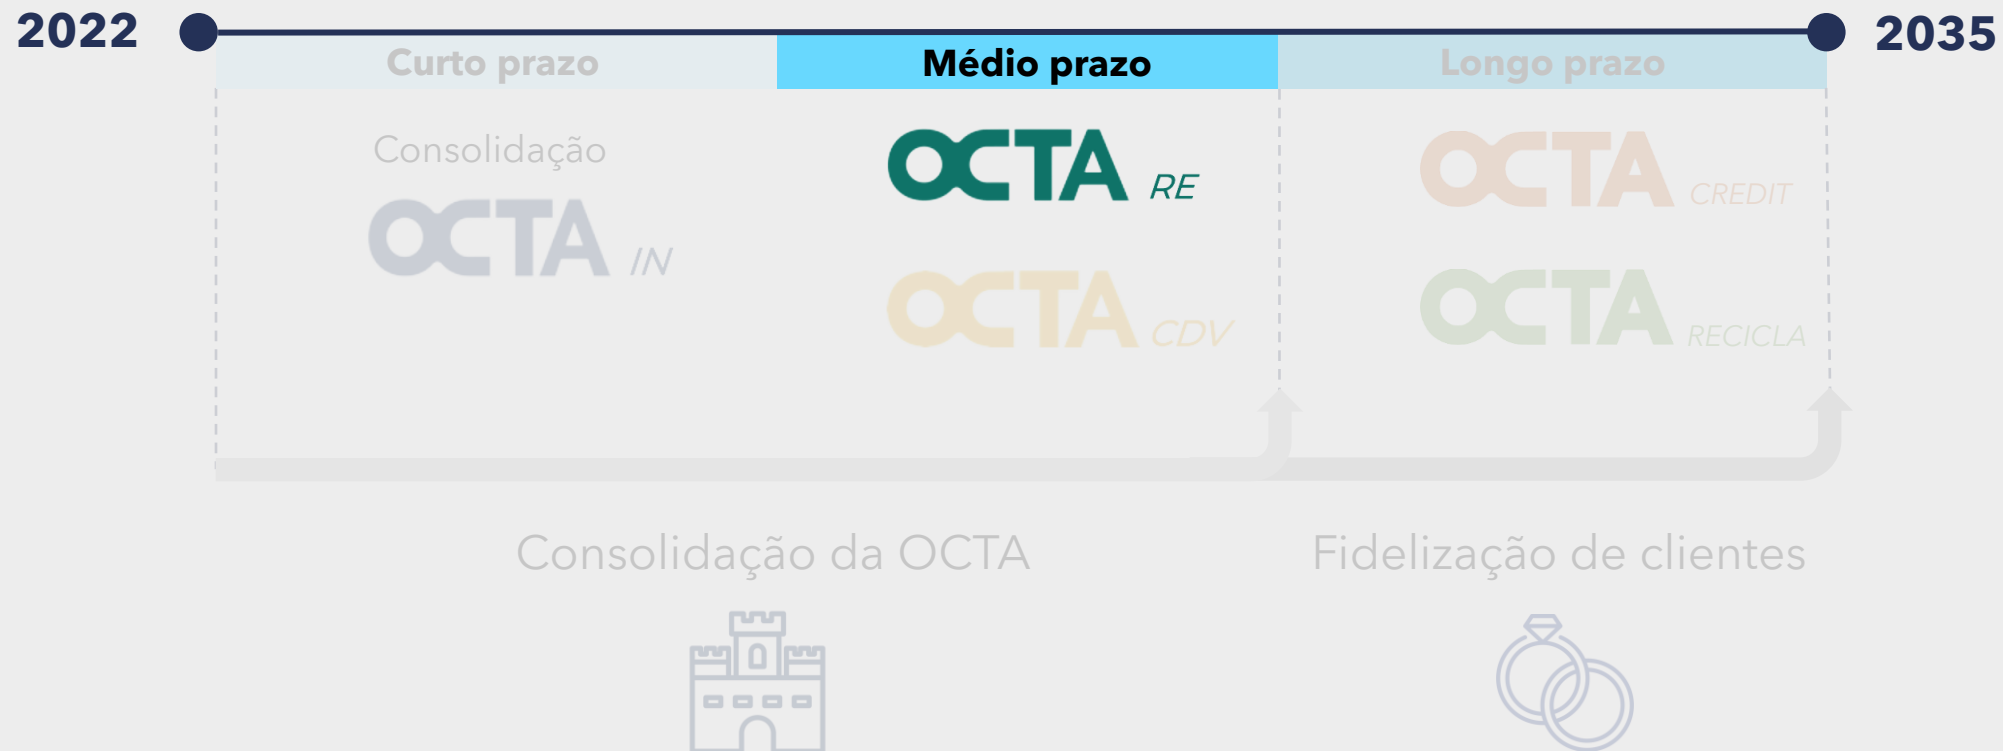 2022
2035
Curto prazo
Médio prazo
Longo prazo
Consolidação
OCTA IN
OCTA RE
OCTA CDV
OCTA CREDIT
OCTA RECICLA
Consolidação da OCTA
Fidelização de clientes